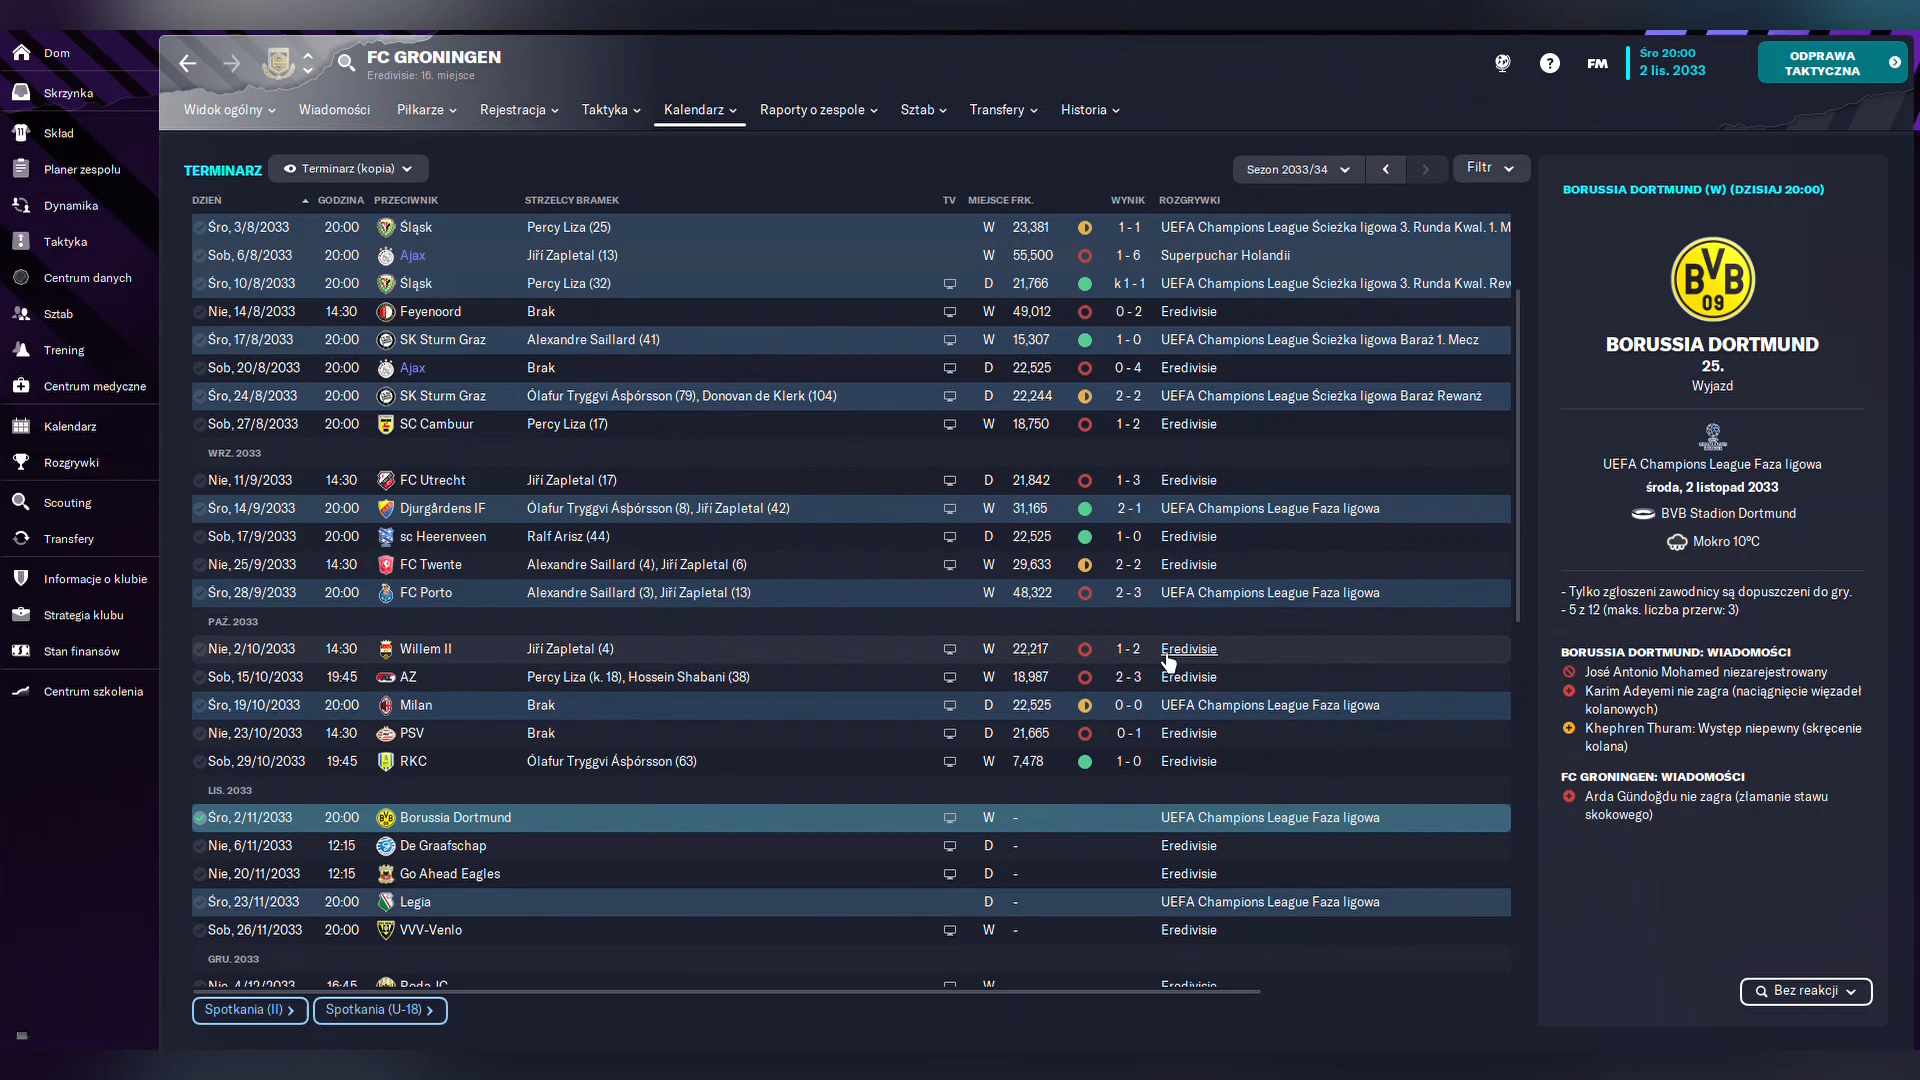 Dom
Skrzynka
Skład
Planer zespołu
Dynamika
Taktyka
Centrum danych
Sztab
Trening
Centrum medyczne
Kalendarz
Rozgrywki
Scouting
Transfery
Informacje o klubie
Strategia klubu
Stan finansów
Centrum szkolenia
FC GRONINGEN
Eredivisie: 16. miejsce
FM
Śro 20:00
2 lis. 2033
ODPRAWA
TAKTYCZNA
Widok ogólny Wiadomości Piłkarze Rejestracja Taktyka Kalendarz Raporty o zespole Sztab Transfery Historia
TERMINARZ Terminarz (kopia) Sezon 2033/34 Filtr
DZIEŃ GODZINA PRZECIWNIK STRZELCY BRAMEK TV MIEJSCE FRK. WYNIK ROZGRYWKI
Śro, 3/8/2033 20:00 Śląsk Percy Liza (25) W 23,381 1 - 1 UEFA Champions League Ścieżka ligowa 3. Runda Kwal. 1. M
Sob, 6/8/2033 20:00 Ajax Jiří Zapletal (13) W 55,500 1 - 6 Superpuchar Holandii
Śro, 10/8/2033 20:00 Śląsk Percy Liza (32) D 21,766 k 1 - 1 UEFA Champions League Ścieżka ligowa 3. Runda Kwal. Rew
Nie, 14/8/2033 14:30 Feyenoord Brak W 49,012 0 - 2 Eredivisie
Śro, 17/8/2033 20:00 SK Sturm Graz Alexandre Saillard (41) W 15,307 1 - 0 UEFA Champions League Ścieżka ligowa Baraż 1. Mecz
Sob, 20/8/2033 20:00 Ajax Brak D 22,525 0 - 4 Eredivisie
Śro, 24/8/2033 20:00 SK Sturm Graz Ólafur Tryggvi Ásþórsson (79), Donovan de Klerk (104) D 22,244 2 - 2 UEFA Champions League Ścieżka ligowa Baraż Rewanż
Sob, 27/8/2033 20:00 SC Cambuur Percy Liza (17) W 18,750 1 - 2 Eredivisie
WRZ. 2033
Nie, 11/9/2033 14:30 FC Utrecht Jiří Zapletal (17) D 21,842 1 - 3 Eredivisie
Śro, 14/9/2033 20:00 Djurgårdens IF Ólafur Tryggvi Ásþórsson (8), Jiří Zapletal (42) W 31,165 2 - 1 UEFA Champions League Faza ligowa
Sob, 17/9/2033 20:00 sc Heerenveen Ralf Arisz (44) D 22,525 1 - 0 Eredivisie
Nie, 25/9/2033 14:30 FC Twente Alexandre Saillard (4), Jiří Zapletal (6) W 29,633 2 - 2 Eredivisie
Śro, 28/9/2033 20:00 FC Porto Alexandre Saillard (3), Jiří Zapletal (13) W 48,322 2 - 3 UEFA Champions League Faza ligowa
PAŹ. 2033
Nie, 2/10/2033 14:30 Willem II Jiří Zapletal (4) W 22,217 1 - 2 Eredivisie
Sob, 15/10/2033 19:45 AZ Percy Liza (k. 18), Hossein Shabani (38) W 18,987 2 - 3 Eredivisie
Śro, 19/10/2033 20:00 Milan Brak D 22,525 0 - 0 UEFA Champions League Faza ligowa
Nie, 23/10/2033 14:30 PSV Brak D 21,665 0 - 1 Eredivisie
Sob, 29/10/2033 19:45 RKC Ólafur Tryggvi Ásþórsson (63) W 7,478 1 - 0 Eredivisie
LIS. 2033
Śro, 2/11/2033 20:00 Borussia Dortmund W - UEFA Champions League Faza ligowa
Nie, 6/11/2033 12:15 De Graafschap D - Eredivisie
Nie, 20/11/2033 12:15 Go Ahead Eagles D - Eredivisie
Śro, 23/11/2033 20:00 Legia D - UEFA Champions League Faza ligowa
Sob, 26/11/2033 20:00 VVV-Venlo W - Eredivisie
GRU. 2033
Nie, 4/12/2033 16:45 Roda JC W Eredivisie
Spotkania (II) Spotkania (U-18)
BORUSSIA DORTMUND (W) (DZISIAJ 20:00)
BVB
09
BORUSSIA DORTMUND
25.
Wyjazd
UEFA Champions League Faza ligowa
środa, 2 listopad 2033
BVB Stadion Dortmund
Mokro 10°C
- Tylko zgłoszeni zawodnicy są dopuszczeni do gry.
- 5 z 12 (maks. liczba przerw: 3)
BORUSSIA DORTMUND: WIADOMOŚCI
José Antonio Mohamed niezarejestrowany
Karim Adeyemi nie zagra (naciągnięcie więzadeł
kolanowych)
Khephren Thuram: Występ niepewny (skręcenie
kolana)
FC GRONINGEN: WIADOMOŚCI
Arda Gündoğdu nie zagra (złamanie stawu
skokowego)
Bez reakcji